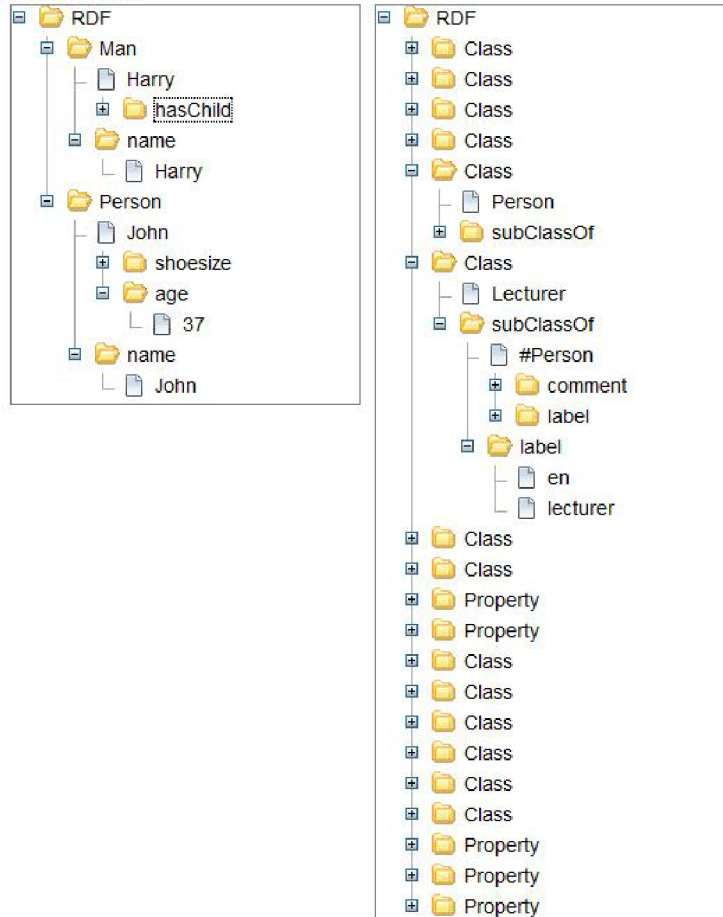 RDF
Man
Harry
hasChild
name
Harry
Person
John
shoesize
age
37
name
John
RDF
Class
Class
Class
Class
Class
Person
subClassOf
Class
Lecturer
subClassOf
#Person
comment
label
label
en
lecturer
Class
Class
Property
Property
Class
Class
Class
Class
Class
Class
Property
Property
Property